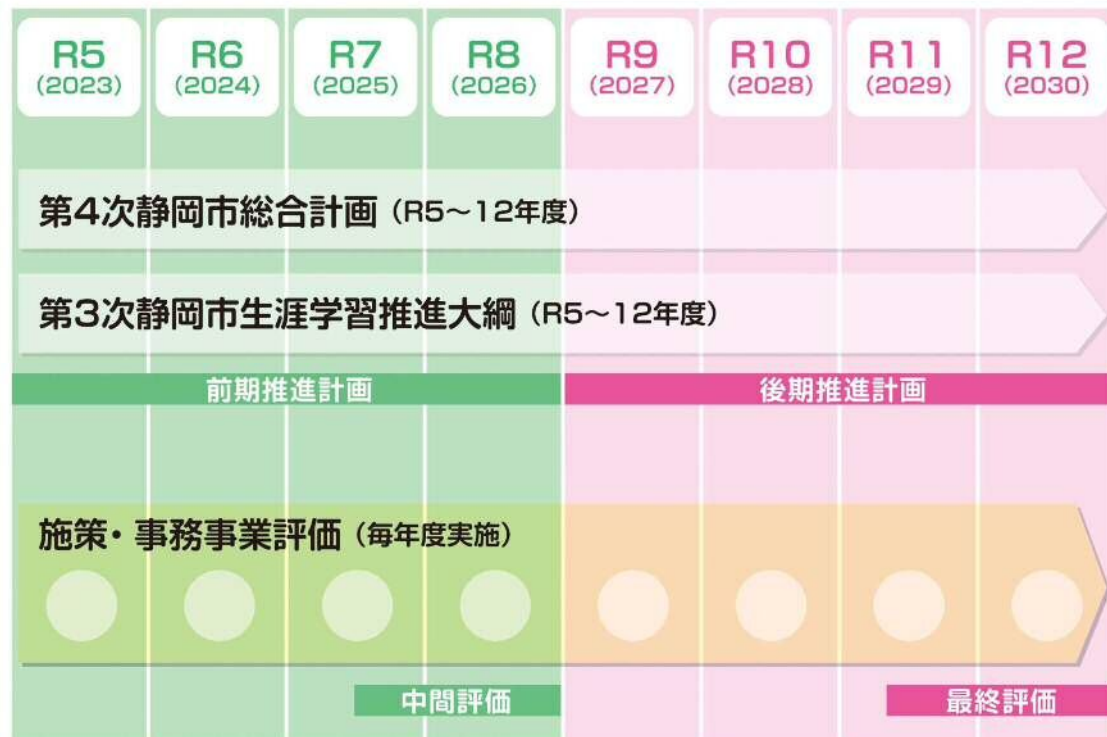 R5 R6 R7 R8 R9 R10 R11 R12
(2023) (2024) (2025) (2026) (2027) (2028) (2029) (2030)
第4次静岡市総合計画（R5～12年度）
第3次静岡市生涯学習推進大綱（R5～12年度）
前期推進計画 後期推進計画
施策・事務事業評価（毎年度実施）
中間評価 最終評価